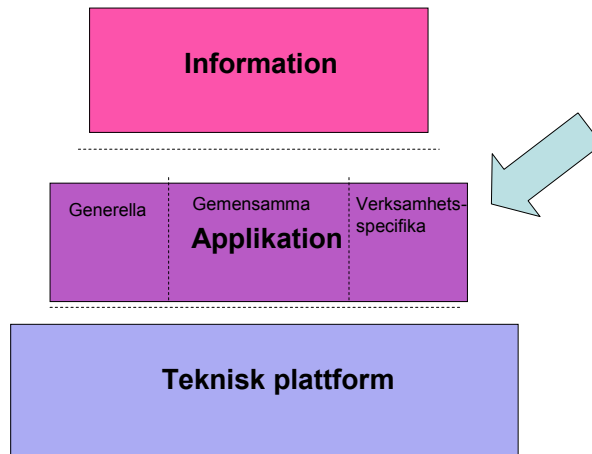 Information
Generella
Gemensamma
Verksamhets-
specifika
Applikation
Teknisk plattform